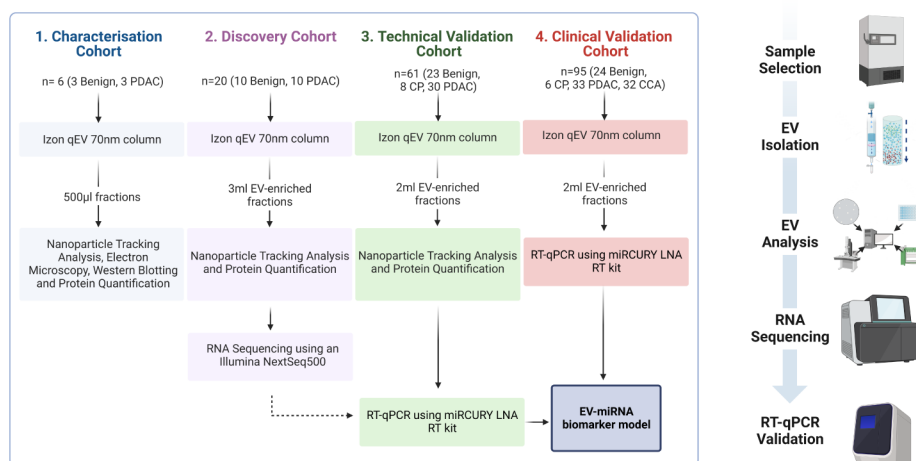 1. Characterisation
Cohort
n= 6 (3 Benign, 3 PDAC)
Izon qEV 70nm column
500µl fractions
Nanoparticle Tracking
Analysis, Electron
Microscopy, Western Blotting
and Protein Quantification
2. Discovery Cohort
n=20 (10 Benign, 10 PDAC)
Izon qEV 70nm column
3ml EV-enriched
fractions
Nanoparticle Tracking Analysis
and Protein Quantification
RNA Sequencing using an
Illumina NextSeq500
3. Technical Validation
Cohort
n=61 (23 Benign,
8 CP, 30 PDAC)
Izon qEV 70nm column
2ml EV-enriched
fractions
Nanoparticle Tracking Analysis
and Protein Quantification
RT-qPCR using miRCURY LNA
RT kit
4. Clinical Validation
Cohort
n=95 (24 Benign,
6 CP, 33 PDAC, 32 CCA)
Izon qEV 70nm column
2ml EV-enriched
fractions
RT-qPCR using miRCURY LNA
RT kit
EV-miRNA
biomarker model
Sample
Selection
EV
Isolation
EV
Analysis
RNA
Sequencing
RT-qPCR
Validation